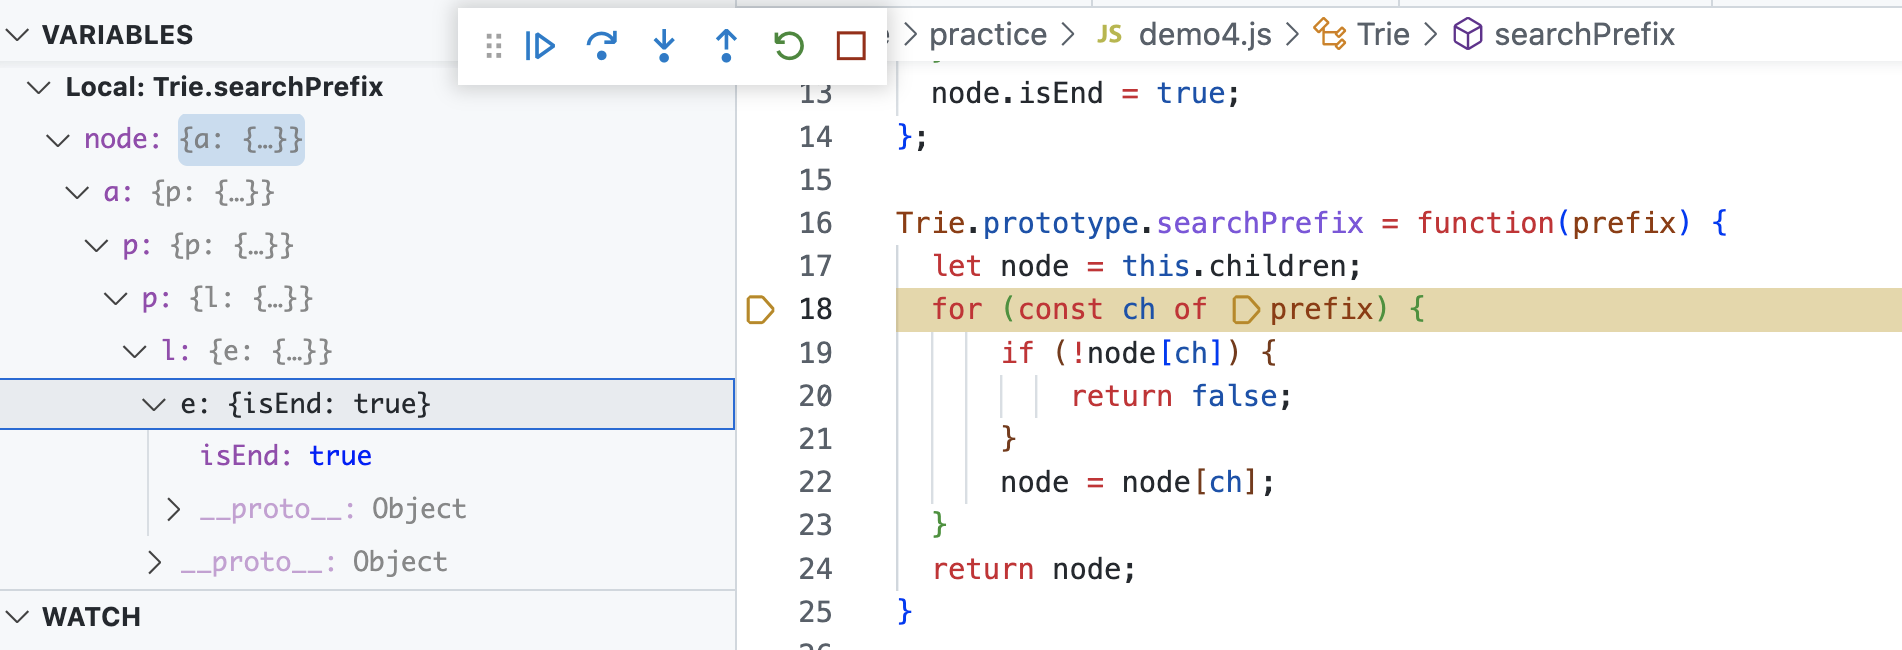 VARIABLES
Local: Trie.searchPrefix
node: {a: {…}}
a: {p: {…}}
p: {p: {…}}
p: {l: {…}}
l: {e: {…}}
e: {isEnd: true}
isEnd: true
__proto__: Object
__proto__: Object
WATCH
practice > JS demo4.js > Trie > searchPrefix
13 node.isEnd = true;
14 };
15
16 Trie.prototype.searchPrefix = function(prefix) {
17 let node = this.children;
18 for (const ch of prefix) {
19 if (!node[ch]) {
20 return false;
21 }
22 node = node[ch];
23 }
24 return node;
25 }